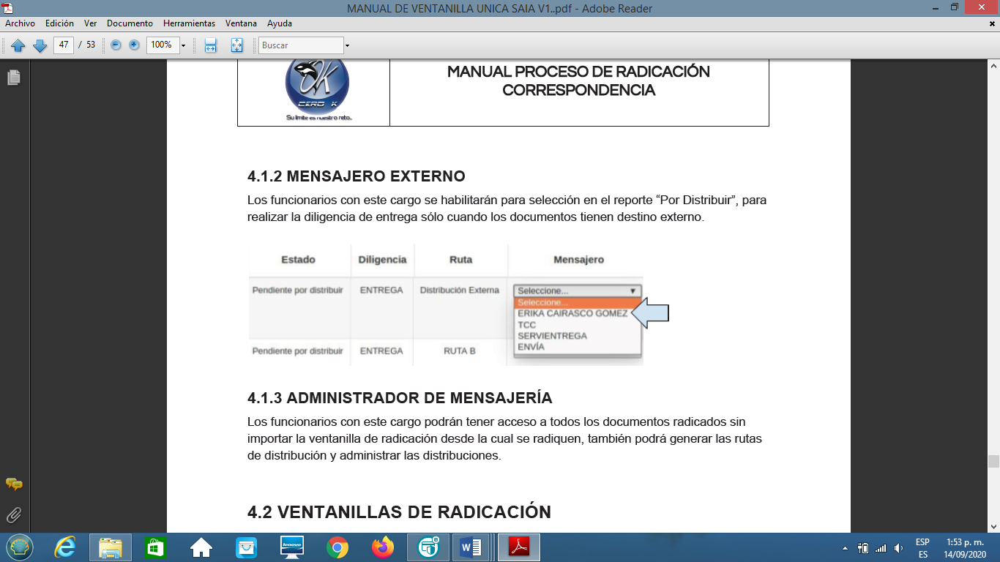 MANUAL DE VENTANILLA UNICA SAIA V1..pdf - Adobe Reader
Archivo Edición Ver Documento Herramientas Ventana Ayuda
47 / 53 100% Buscar
OK
CERO K
Su límite es nuestro reto..
MANUAL PROCESO DE RADICACIÓN
CORRESPONDENCIA
4.1.2 MENSAJERO EXTERNO
Los funcionarios con este cargo se habilitarán para selección en el reporte “Por Distribuir”, para
realizar la diligencia de entrega sólo cuando los documentos tienen destino externo.
Estado Diligencia Ruta Mensajero
Pendiente por distribuir ENTREGA Distribución Externa Seleccione...
Seleccione...
ERIKA CAIRASCO GOMEZ
TCC
SERVIENTREGA
ENVÍA
Pendiente por distribuir ENTREGA RUTA B
4.1.3 ADMINISTRADOR DE MENSAJERÍA
Los funcionarios con este cargo podrán tener acceso a todos los documentos radicados sin
importar la ventanilla de radicación desde la cual se radiquen, también podrá generar las rutas
de distribución y administrar las distribuciones.
4.2 VENTANILLAS DE RADICACIÓN
lenovo
ESP
ES
1:53 p. m.
14/09/2020